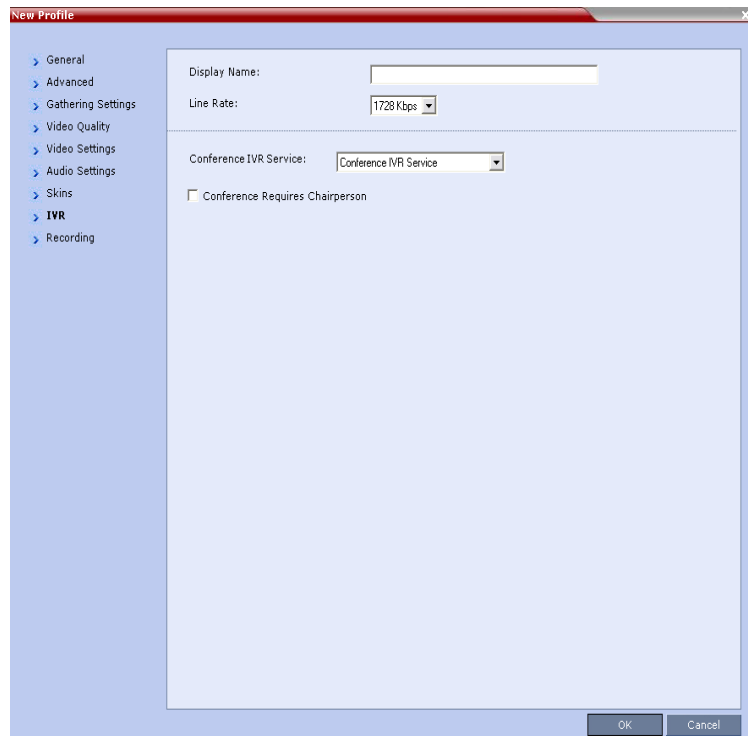 New Profile
x
General
Advanced
Gathering Settings
Video Quality
Video Settings
Audio Settings
Skins
IVR
Recording
Display Name:
Line Rate:
1728 Kbps
Conference IVR Service:
Conference IVR Service
Conference Requires Chairperson
OK
Cancel